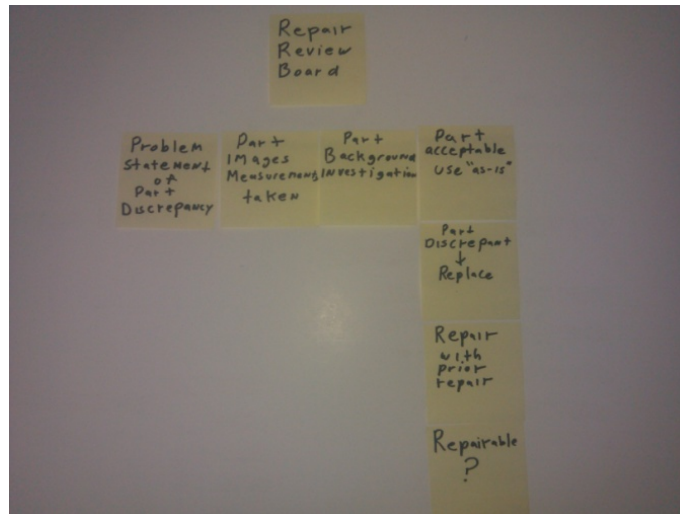 Repair
Review
Board
Problem
Statement
of
Part
Discrepancy
Part
Images
Measurements
taken
Part
Background
Investigation
Part
acceptable
use "as-is"
Part
Discrepant
↓
Replace
Repair
with
prior
repair
Repairable
?